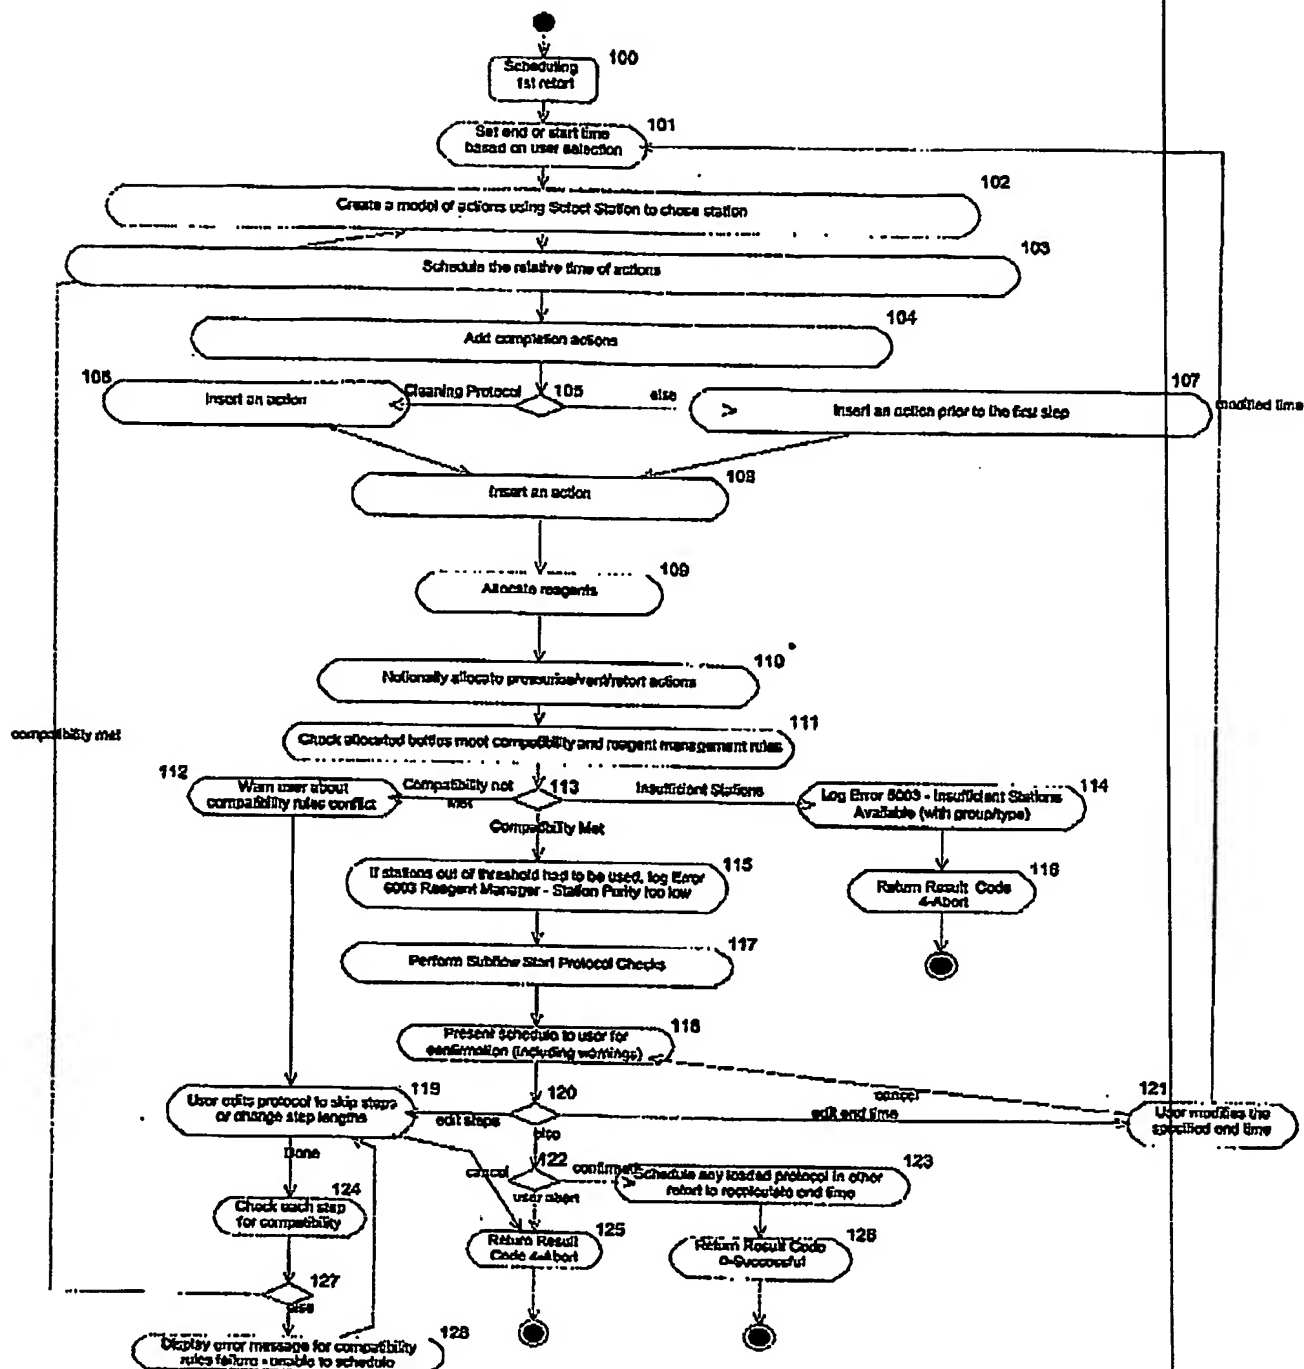 100
Scheduling
1st retort
101
Set end or start time
based on user selection
102
Create a model of actions using Select Station to chose station
103
Schedule the relative time of actions
104
Add completion actions
106
Insert an action
Cleaning Protocol
105
else
107
Insert an action prior to the first step
modified time
108
Insert an action
109
Allocate reagents
110
Notionally allocate pressurise/vent/retort actions
111
Check allocated bottles meet compatibility and reagent management rules
compatibility met
112
Warn user about
compatibility rules conflict
Compatibility not
Met
113
Insufficient Stations
114
Log Error 6003 - Insufficient Stations
Available (with group/type)
Compatibility Met
115
If stations out of threshold had to be used, log Error
6003 Reagent Manager - Station Purity too low
116
Return Result Code
4-Abort
117
Perform Subflow Start Protocol Checks
118
Present schedule to user for
confirmation (including warnings)
119
User edits protocol to skip steps
or change step lengths
edit steps
120
cancel
edit end time
121
User modifies the
specified end time
else
Done
cancel
122
confirmed
user abort
123
Schedule any loaded protocol in other
retort to recalculate end time
124
Check each step
for compatibility
125
Return Result
Code 4-Abort
126
Return Result Code
0-Successful
127
else
128
Display error message for compatibility
rules failure - unable to schedule